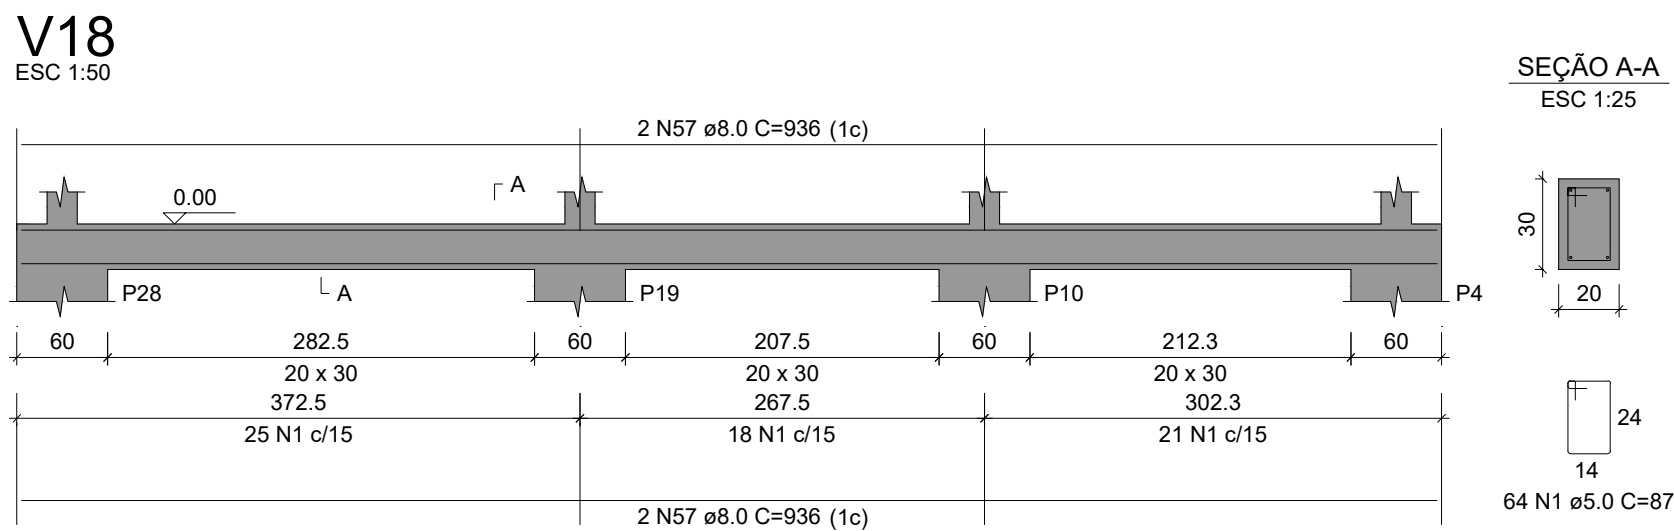 V18
ESC 1:50
SEÇÃO A-A
ESC 1:25
2 N57 ø8.0 C=936 (1c)
A
0.00
30
P28
A
P19
P10
P4
20
60
282.5
60
207.5
60
212.3
60
20 x 30
20 x 30
20 x 30
372.5
267.5
302.3
24
25 N1 c/15
18 N1 c/15
21 N1 c/15
14
64 N1 ø5.0 C=87
2 N57 ø8.0 C=936 (1c)